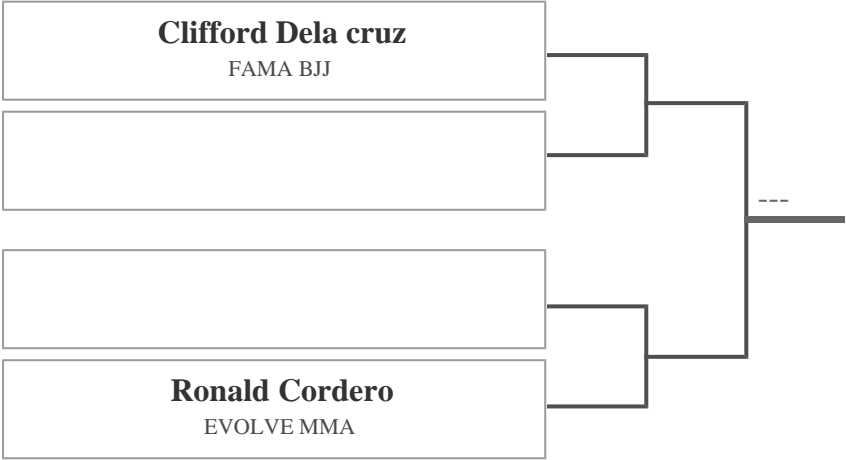 Clifford Dela cruz
FAMA BJJ
---
Ronald Cordero
EVOLVE MMA